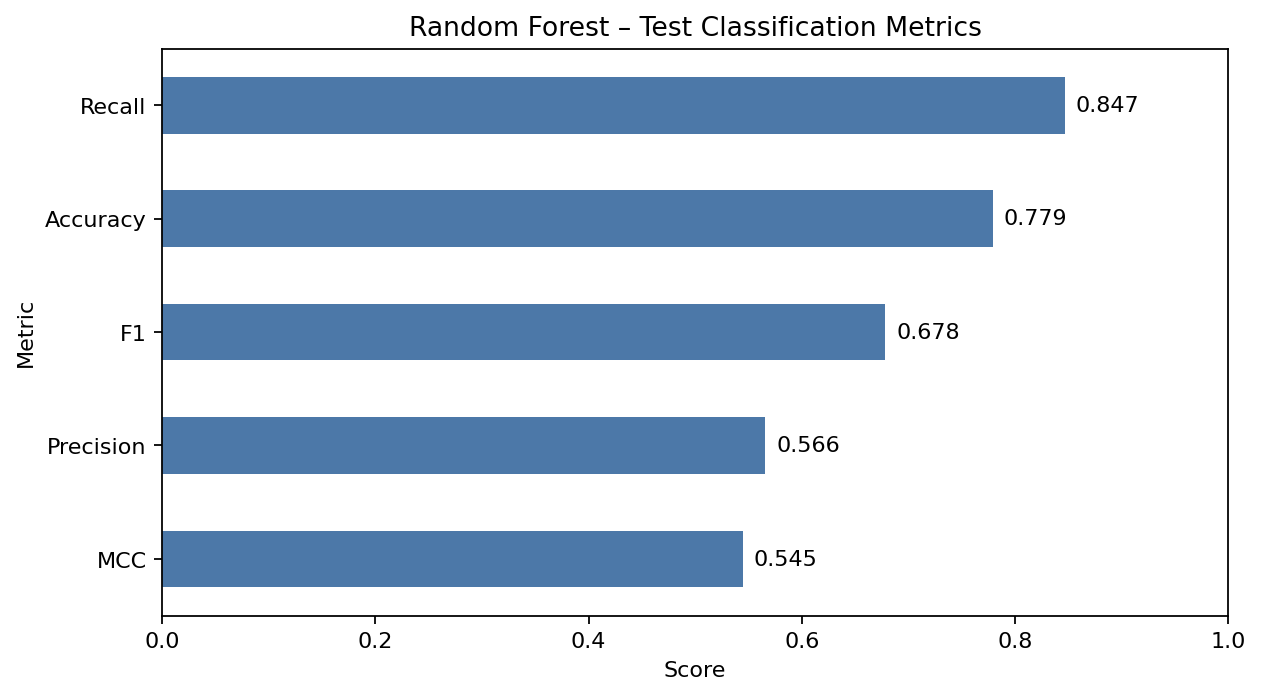 Random Forest – Test Classification Metrics
Recall
0.847
Accuracy
0.779
F1
0.678
Precision
0.566
MCC
0.545
Metric
0.0 0.2 0.4 0.6 0.8 1.0
Score